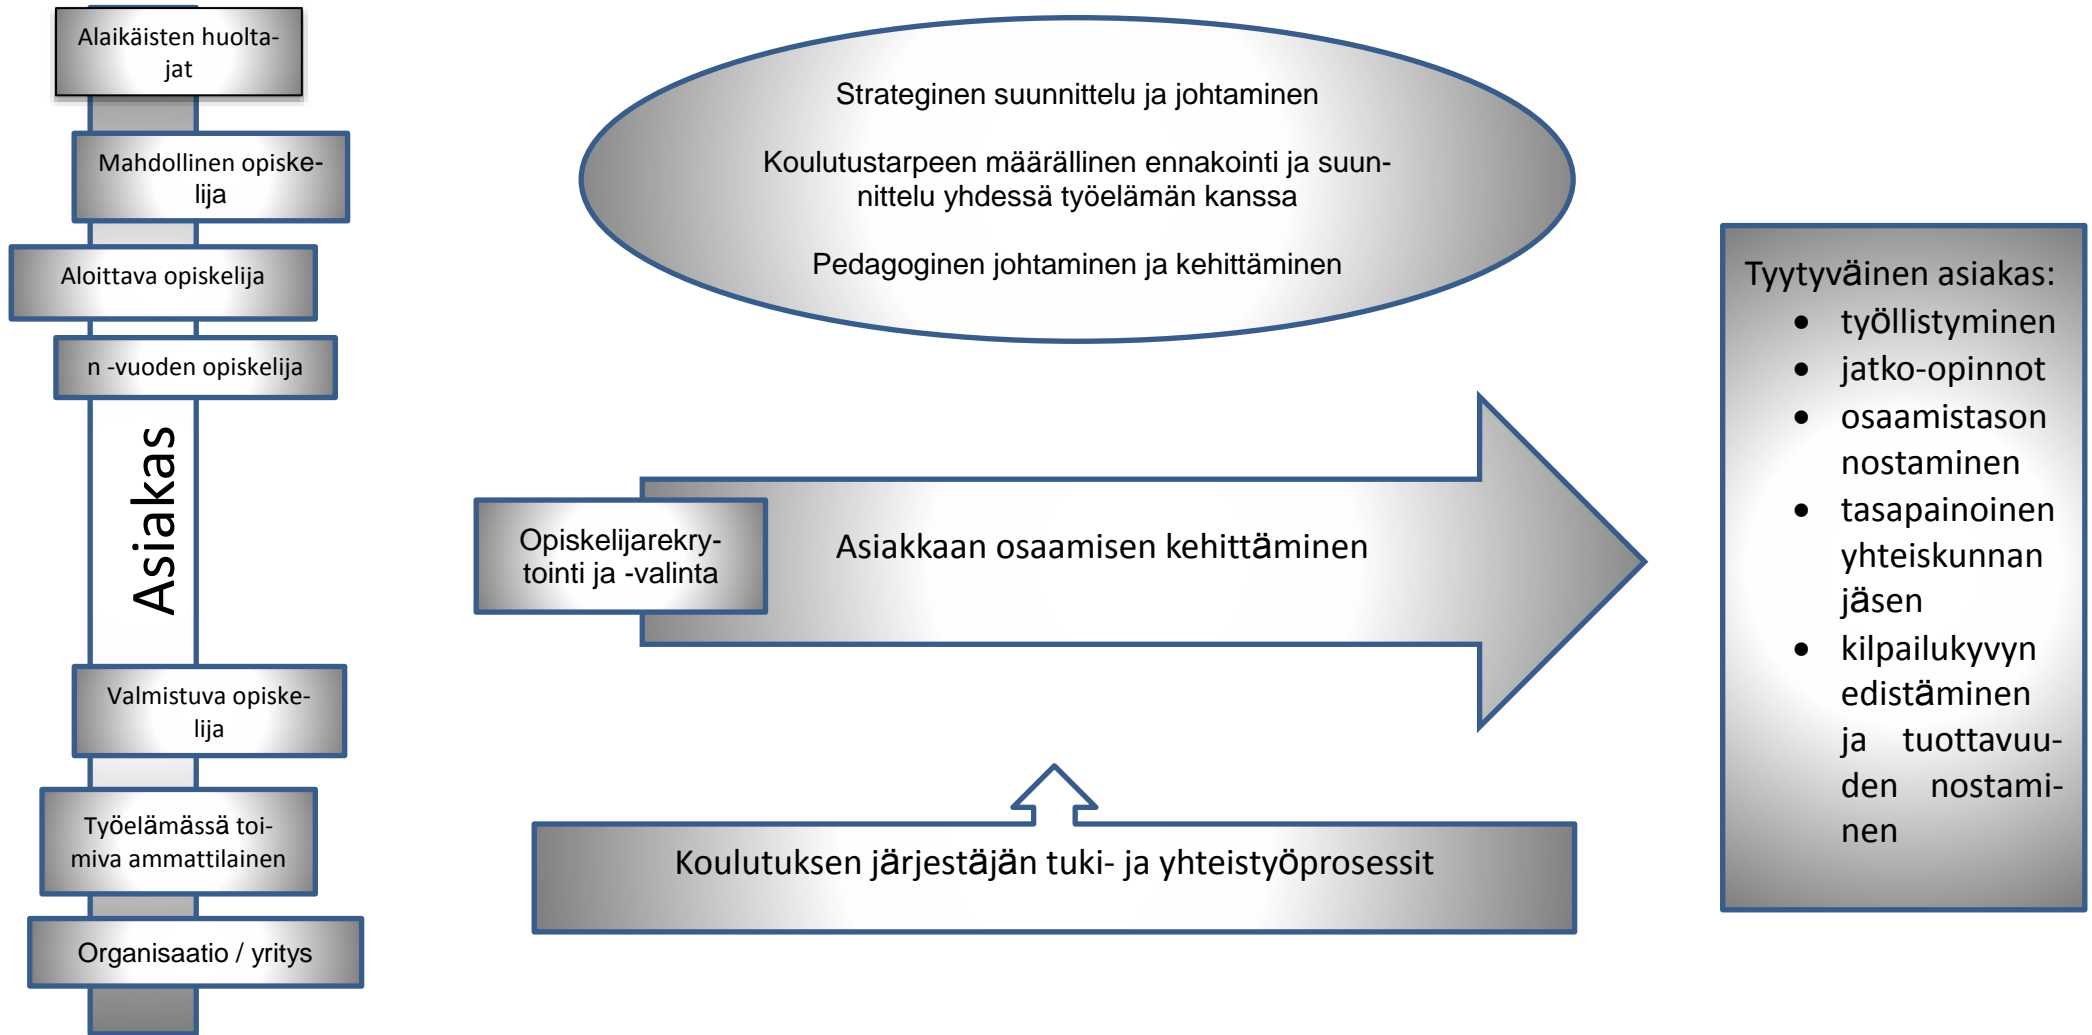 Alaikäisten huolta-
jat
Mahdollinen opiske-
lija
Aloittava opiskelija
n -vuoden opiskelija
Asiakas
Valmistuva opiske-
lija
Työelämässä toi-
miva ammattilainen
Organisaatio / yritys
Strateginen suunnittelu ja johtaminen
Koulutustarpeen määrällinen ennakointi ja suun-
nittelu yhdessä työelämän kanssa
Pedagoginen johtaminen ja kehittäminen
Opiskelijarekry-
tointi ja -valinta
Asiakkaan osaamisen kehittäminen
Koulutuksen järjestäjän tuki- ja yhteistyöprosessit
Tyytyväinen asiakas:
• työllistyminen
• jatko-opinnot
• osaamistason
nostaminen
• tasapainoinen
yhteiskunnan
jäsen
• kilpailukyvyn
edistäminen
ja tuottavuu-
den nostami-
nen